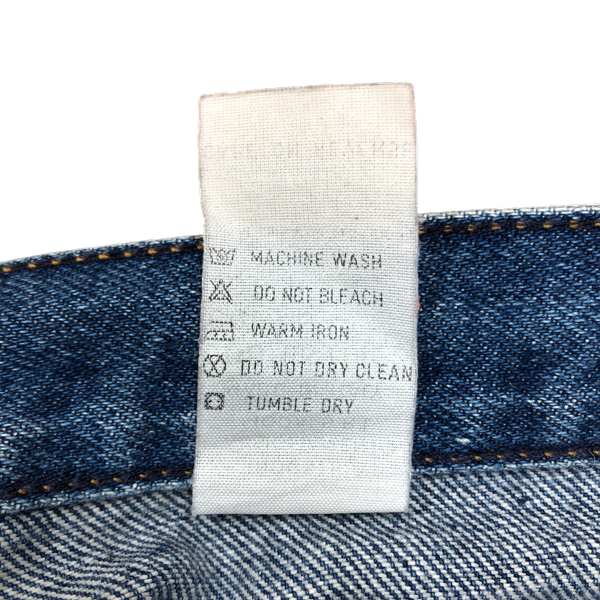 MACHINE WASH
DO NOT BLEACH
WARM IRON
DO NOT DRY CLEAN
TUMBLE DRY